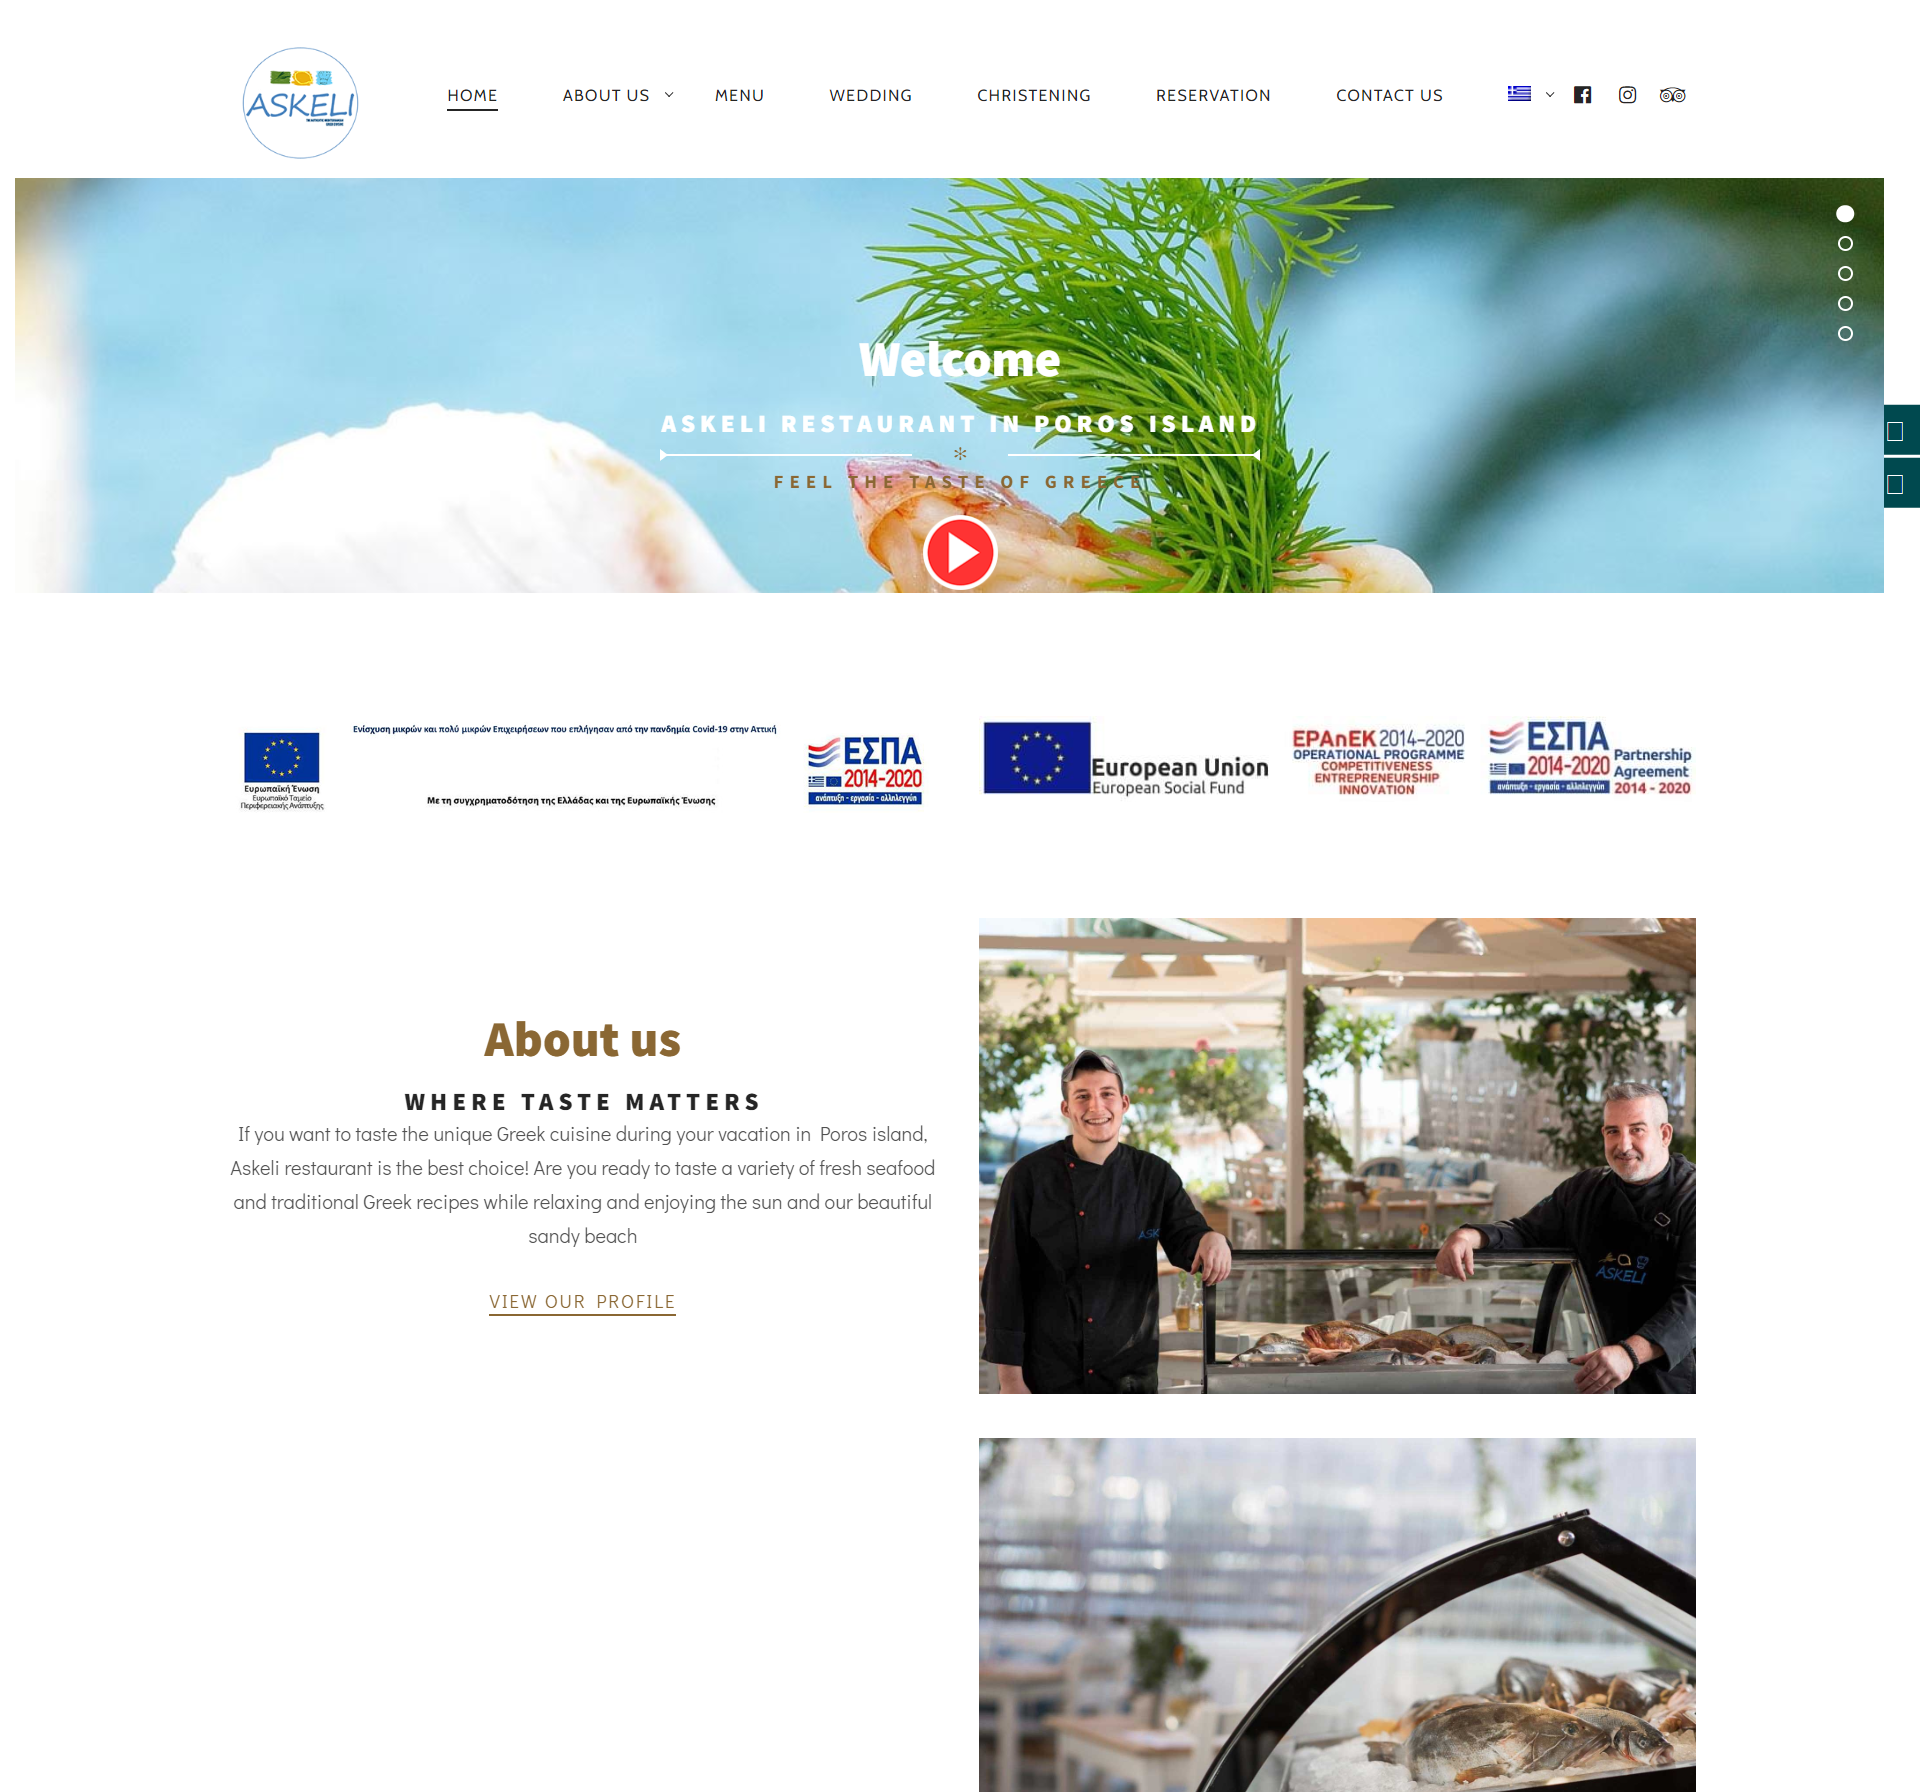 ASKELI
HOME
ABOUT US
MENU
WEDDING
CHRISTENING
RESERVATION
CONTACT US
Welcome
ASKELI RESTAURANT IN POROS ISLAND
FEEL THE TASTE OF GREECE
Ενίσχυση μικρών και πολύ μικρών Επιχειρήσεων που επλήγησαν από την πανδημία Covid-19 στην Αττική
Ευρωπαϊκή Ένωση
Ευρωπαϊκό Ταμείο
Περιφερειακής Ανάπτυξης
Με τη συγχρηματοδότηση της Ελλάδας και της Ευρωπαϊκής Ένωσης
ΕΣΠΑ
2014-2020
ανάπτυξη - εργασία - αλληλεγγύη
European Union
European Social Fund
EPAnEK 2014-2020
OPERATIONAL PROGRAMME
COMPETITIVENESS
ENTREPRENEURSHIP
INNOVATION
ΕΣΠΑ
2014-2020
ανάπτυξη - εργασία - αλληλεγγύη
Partnership
Agreement
2014 - 2020
About us
WHERE TASTE MATTERS
If you want to taste the unique Greek cuisine during your vacation in Poros island,
Askeli restaurant is the best choice! Are you ready to taste a variety of fresh seafood
and traditional Greek recipes while relaxing and enjoying the sun and our beautiful
sandy beach
VIEW OUR PROFILE
ASK
ASKELI